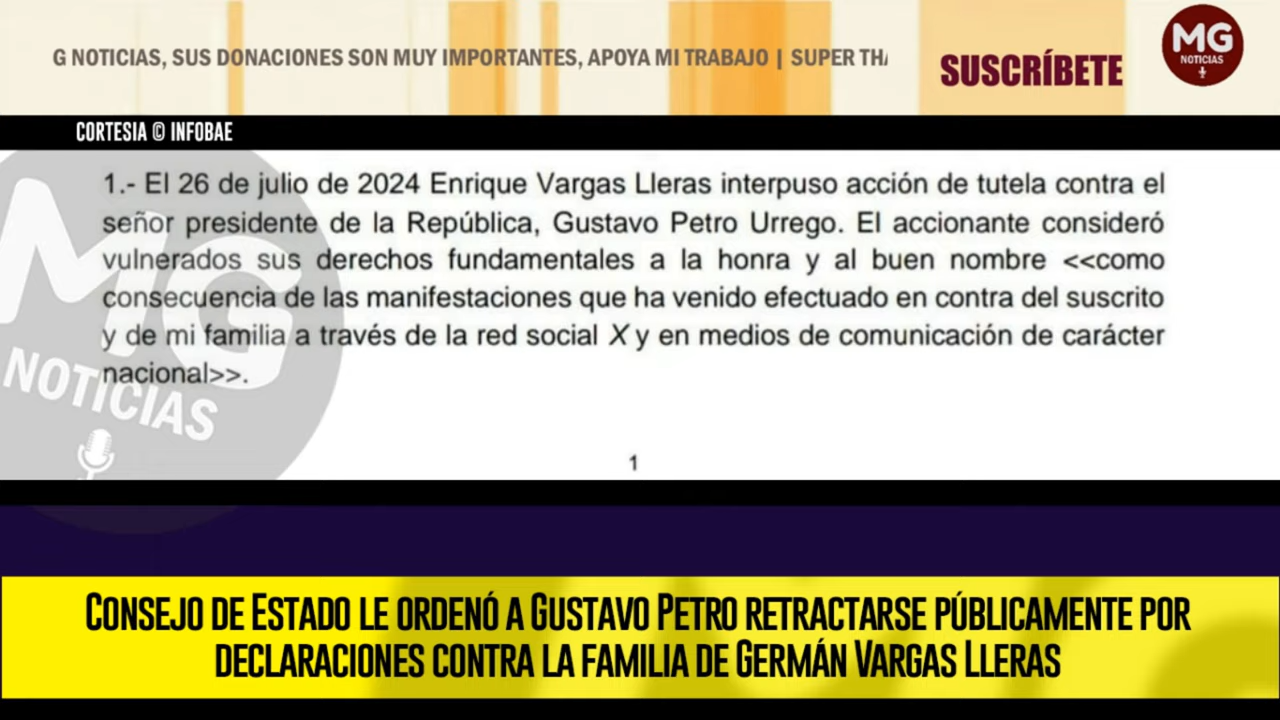 G NOTICIAS, SUS DONACIONES SON MUY IMPORTANTES, APOYA MI TRABAJO | SUPER
SUSCRÍBETE
MG
NOTICIAS
CORTESIA © INFOBAE
1.- El 26 de julio de 2024 Enrique Vargas Lleras interpuso acción de tutela contra el
señor presidente de la República, Gustavo Petro Urrego. El accionante consideró
vulnerados sus derechos fundamentales a la honra y al buen nombre <<como
consecuencia de las manifestaciones que ha venido efectuado en contra del suscrito
y de mi familia a través de la red social X y en medios de comunicación de carácter
nacional>>.
MG
NOTICIAS
1
CONSEJO DE ESTADO LE ORDENÓ A GUSTAVO PETRO RETRACTARSE PÚBLICAMENTE POR
DECLARACIONES CONTRA LA FAMILIA DE GERMÁN VARGAS LLERAS